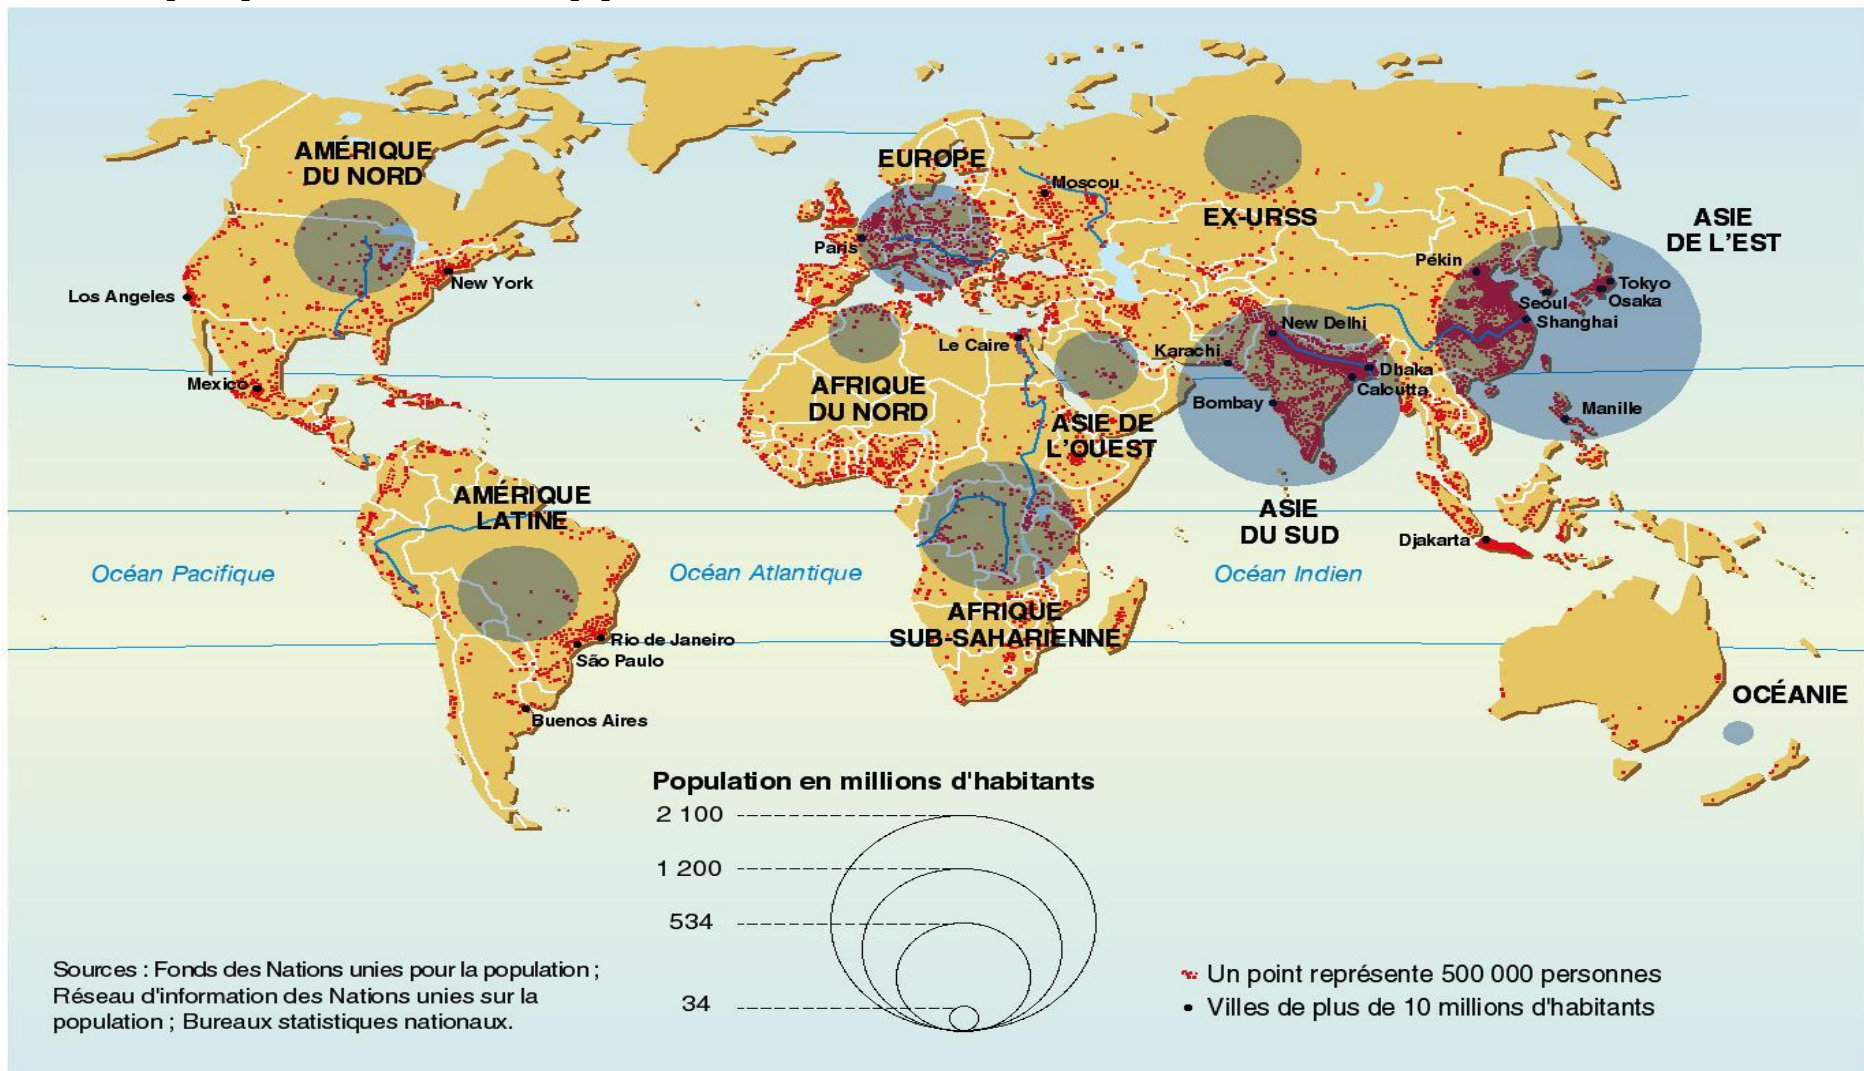 AMÉRIQUE
DU NORD
EUROPE
Moscou
EX-URSS
ASIE
DE L'EST
Paris
Pékin
New York
Los Angeles
Tokyo
Seoul
Osaka
Shanghai
New Delhi
Le Caire
Karachi
Mexico
Dhaka
Calcutta
AFRIQUE
DU NORD
Bombay
Manille
ASIE DE
L'OUEST
AMÉRIQUE
LATINE
ASIE
DU SUD
Djakarta
Océan Pacifique
Océan Atlantique
Océan Indien
AFRIQUE
SUB-SAHARIENNE
Rio de Janeiro
São Paulo
OCÉANIE
Buenos Aires
Population en millions d'habitants
2 100
1 200
534
34
Sources : Fonds des Nations unies pour la population ;
Réseau d'information des Nations unies sur la
population ; Bureaux statistiques nationaux.
Un point représente 500 000 personnes
Villes de plus de 10 millions d'habitants